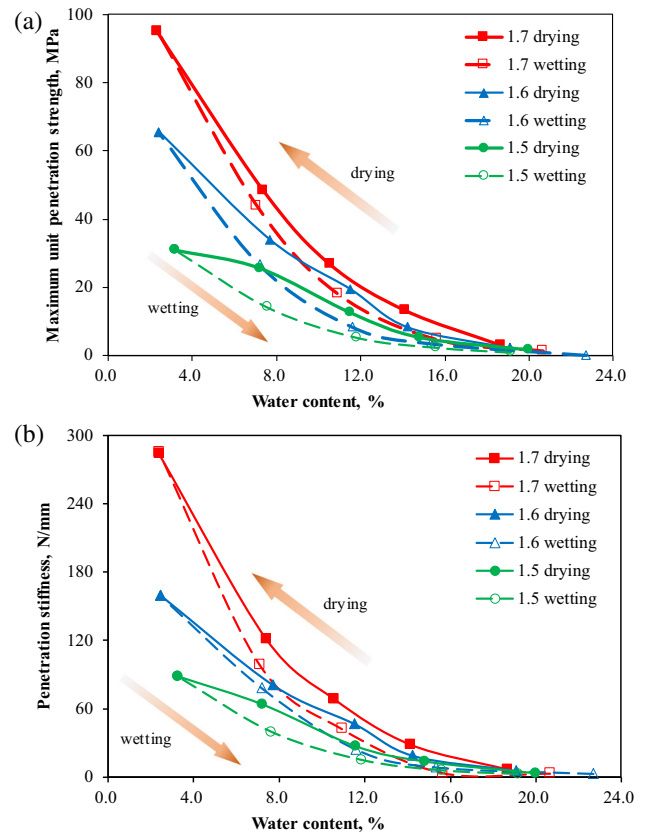 (a)
Maximum unit penetration strength, MPa
100
80
60
40
20
0
0.0 4.0 8.0 12.0 16.0 20.0 24.0
Water content, %
1.7 drying
1.7 wetting
1.6 drying
1.6 wetting
1.5 drying
1.5 wetting
drying
wetting
(b)
Penetration stiffness, N/mm
300
240
180
120
60
0
0.0 4.0 8.0 12.0 16.0 20.0 24.0
Water content, %
1.7 drying
1.7 wetting
1.6 drying
1.6 wetting
1.5 drying
1.5 wetting
drying
wetting